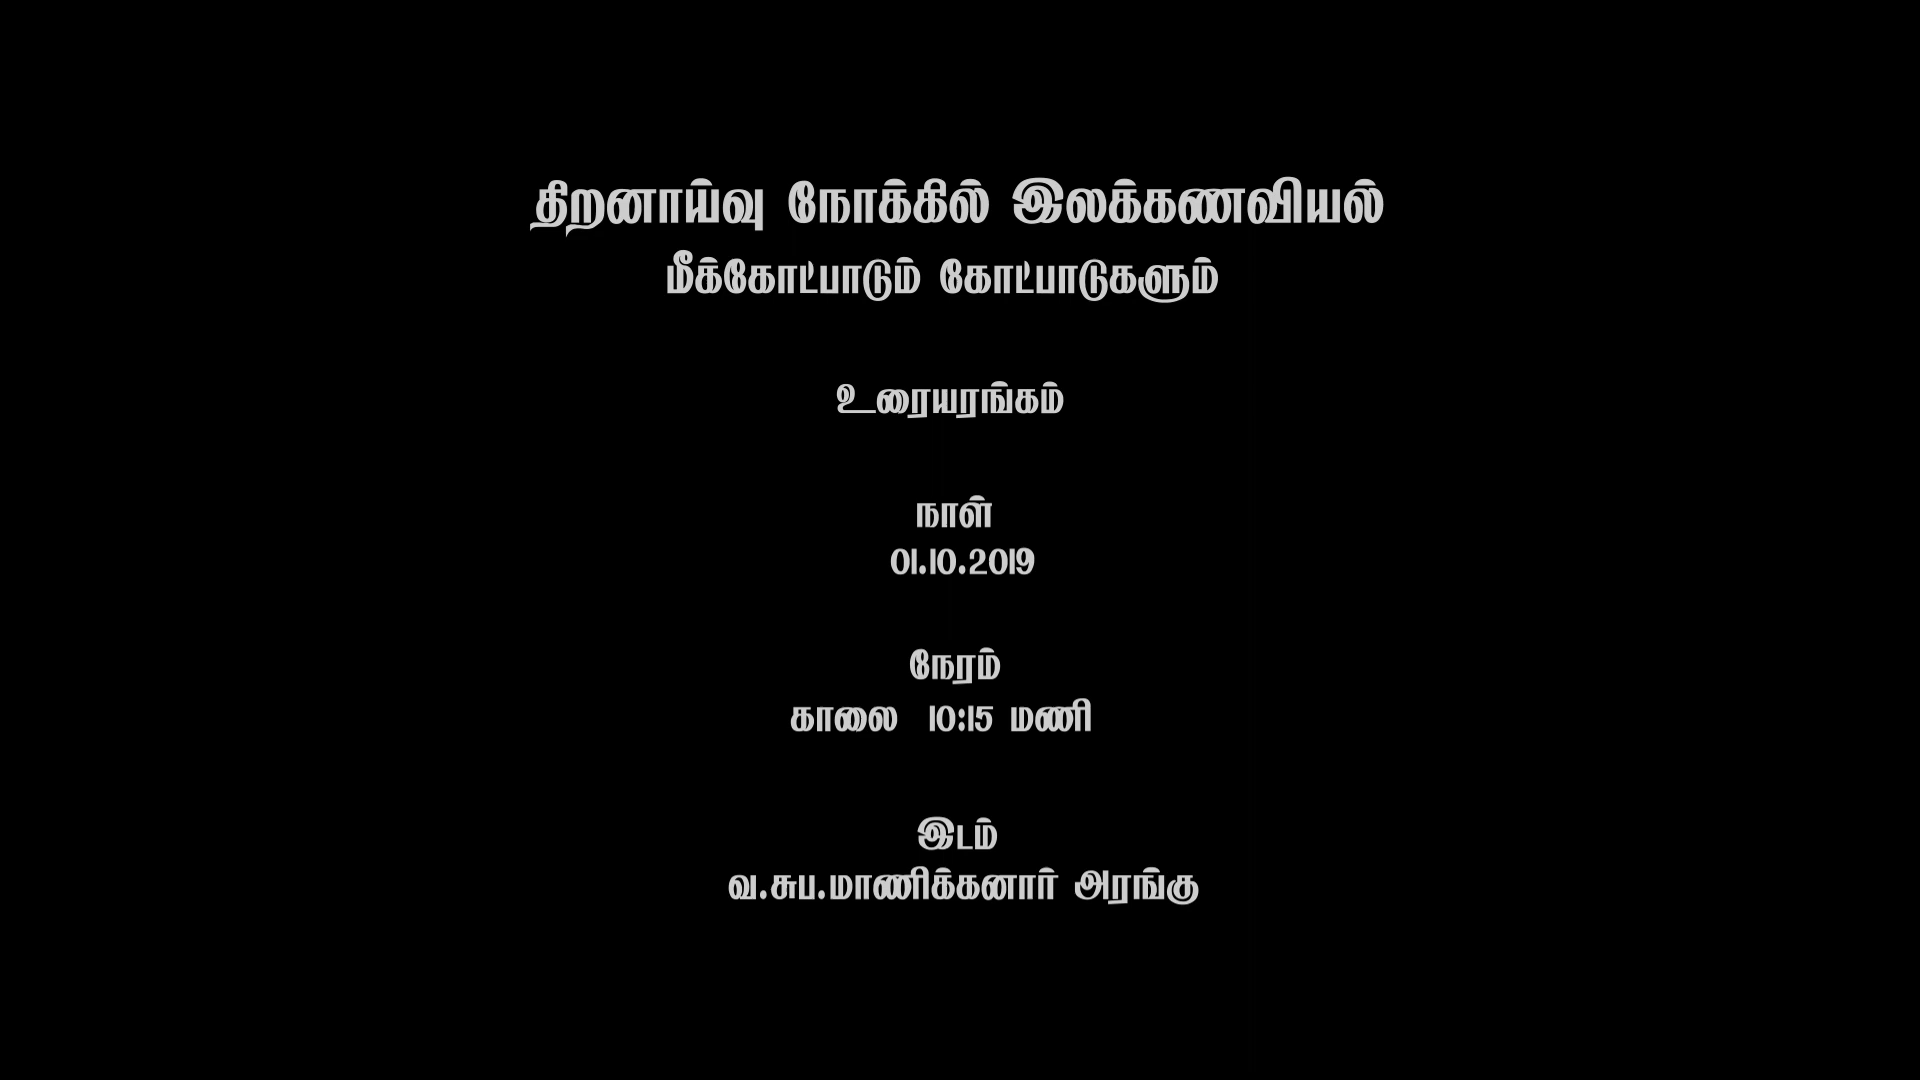 திறனாய்வு நோக்கில் இலக்கணவியல்
மீக்கோட்பாடும் கோட்பாடுகளும்
உரையரங்கம்
நாள்
01.10.2019
நேரம்
காலை 10:15 மணி
இடம்
வ.சுப.மாணிக்கனார் அரங்கு